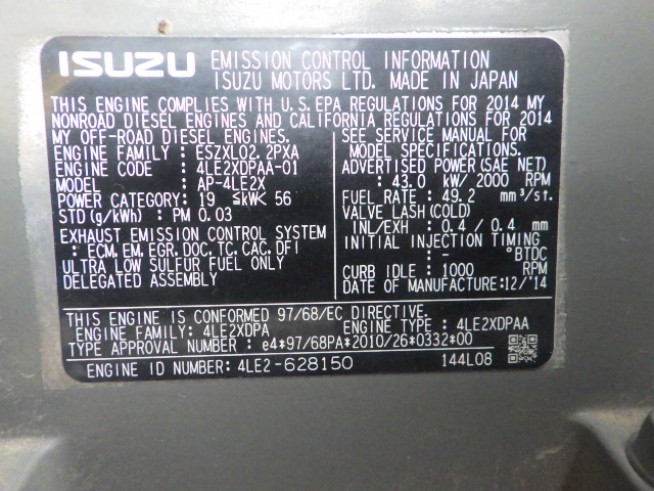 ISUZU EMISSION CONTROL INFORMATION
ISUZU MOTORS LTD. MADE IN JAPAN
THIS ENGINE COMPLIES WITH U.S.EPA REGULATIONS FOR 2014 MY
NONROAD DIESEL ENGINES AND CALIFORNIA REGULATIONS FOR 2014
MY OFF-ROAD DIESEL ENGINES.
ENGINE FAMILY : ESZXL02.2PXA
ENGINE CODE : 4LE2XDPAA-01
MODEL : AP-4LE2X
POWER CATEGORY: 19 ≤kW< 56
STD (g/kWh) : PM 0.03
EXHAUST EMISSION CONTROL SYSTEM
: ECM, EM, EGR, DOC, TC, CAC, DFI
ULTRA LOW SULFUR FUEL ONLY
DELEGATED ASSEMBLY
SEE SERVICE MANUAL FOR
MODEL SPECIFICATIONS.
ADVERTISED POWER (SAE NET)
: 43.0 kW/ 2000 RPM
FUEL RATE : 49.2 mm³/st.
VALVE LASH (COLD)
INL/EXH : 0.4 / 0.4 mm
INITIAL INJECTION TIMING
: - °BTDC
CURB IDLE : 1000 RPM
DATE OF MANUFACTURE:12/'14
THIS ENGINE IS CONFORMED 97/68/EC DIRECTIVE.
ENGINE FAMILY: 4LE2XDPA ENGINE TYPE : 4LE2XDPAA
TYPE APPROVAL NUMBER : e4*97/68PA*2010/26*0332*00
ENGINE ID NUMBER: 4LE2-628150 144L08